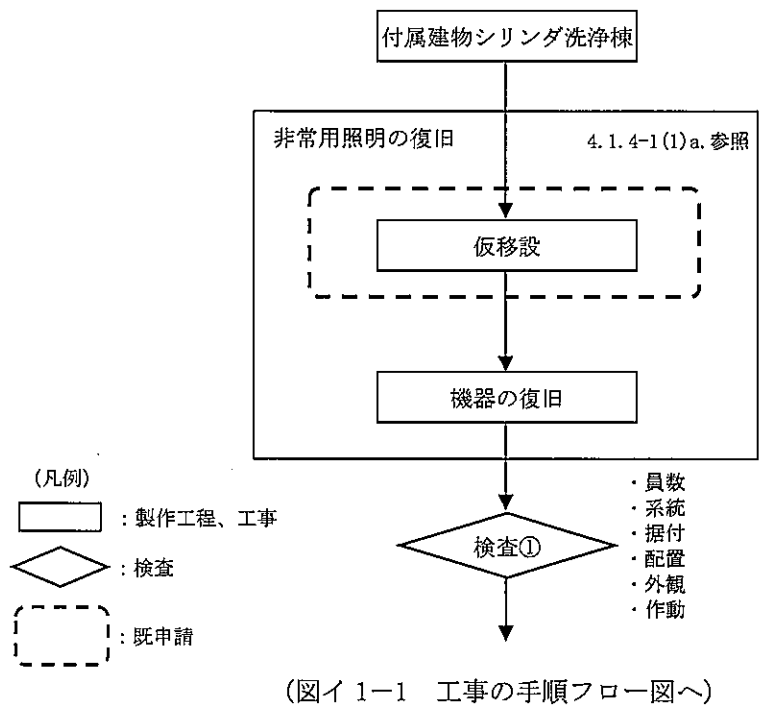 付属建物シリンダ洗浄棟
非常用照明の復旧
4.1.4-1(1)a.参照
仮移設
機器の復旧
検査①
・員数
・系統
・据付
・配置
・外観
・作動
(凡例)
：製作工程、工事
：検査
：既申請
(図イ 1－1　工事の手順フロー図へ)